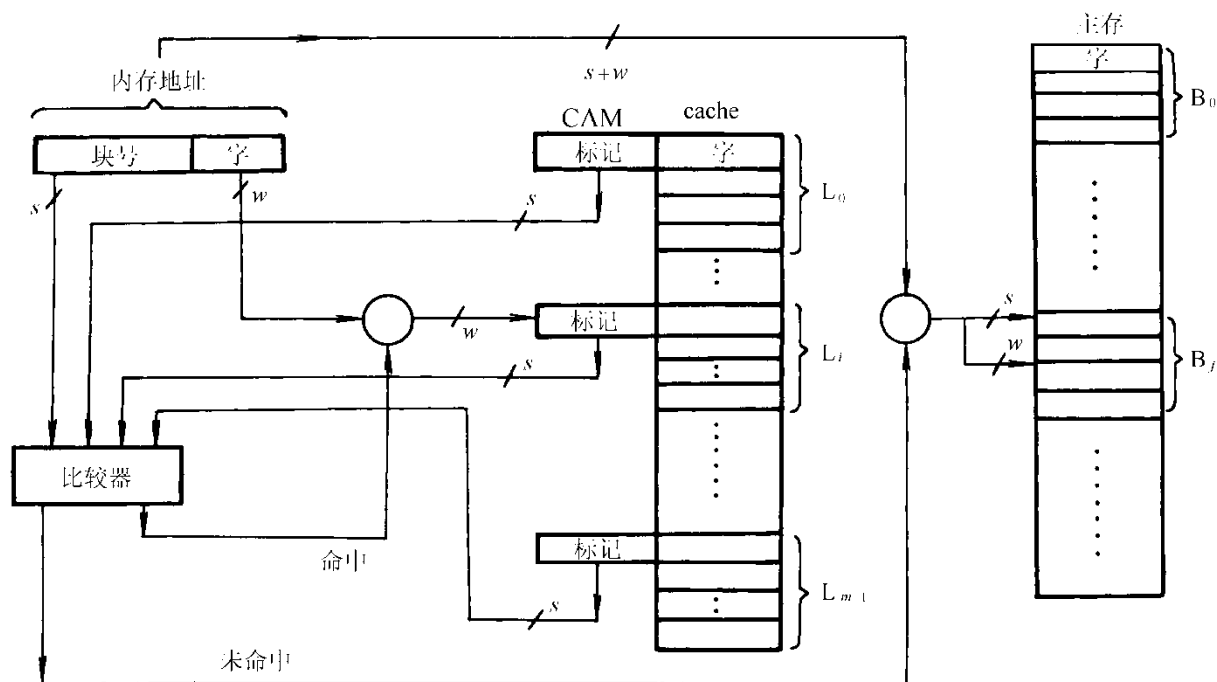 主存
字
B₀
s+w
内存地址
块号
字
CAM
cache
标记
字
L₀
s
w
s
标记
w
Lᵢ
s
s
w
Bⱼ
比较器
命中
标记
s
Lₘ₋₁
未命中